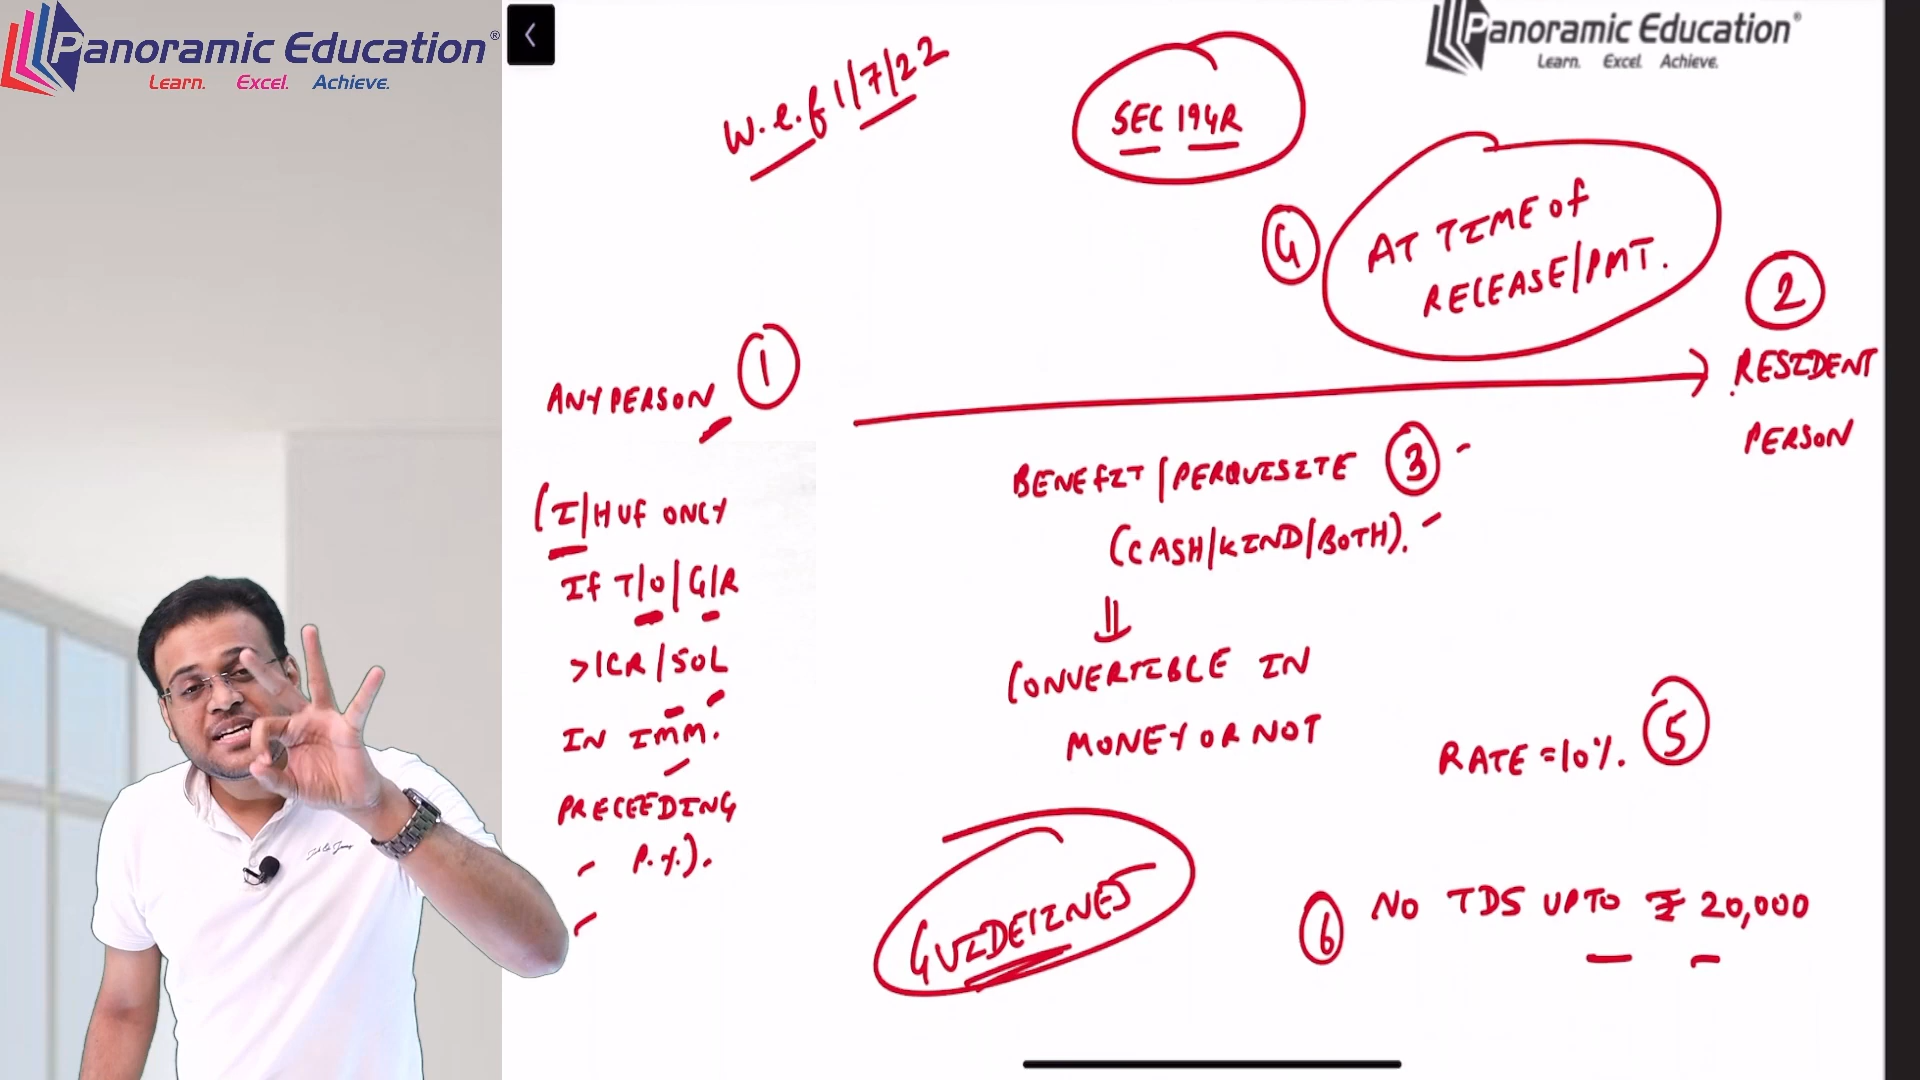 Panoramic Education®
Learn. Excel. Achieve.
Panoramic Education®
Learn. Excel. Achieve.
W.e.f 1/7/22
SEC 194R
4
AT TIME OF
RELEASE/PMT.
2
RESIDENT
PERSON
1
ANY PERSON
(I/HUF ONLY
IF T/O/G/R
>1CR/50L
IN IMM.
PRECEEDING
P.Y.).
BENEFIT/PERQUISITE 3
(CASH/KIND/BOTH).
CONVERTIBLE IN
MONEY OR NOT
RATE = 10%. 5
GUIDELINES
6 NO TDS UPTO ₹ 20,000